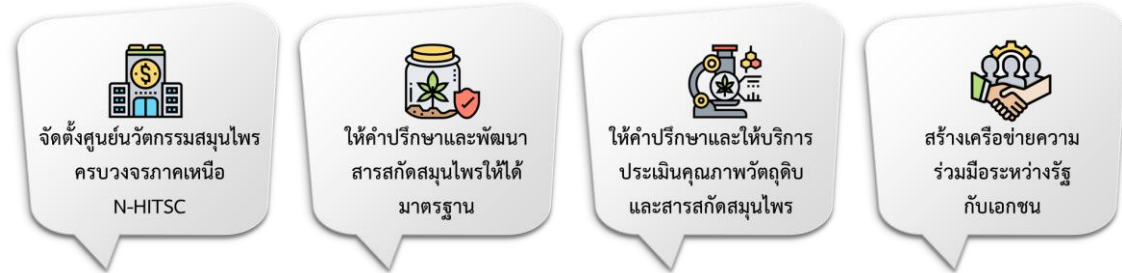 จัดตั้งศูนย์นวัตกรรมสมุนไพร
ครบวงจรภาคเหนือ
N-HITSC
ให้คำปรึกษาและพัฒนา
สารสกัดสมุนไพรให้ได้
มาตรฐาน
ให้คำปรึกษาและให้บริการ
ประเมินคุณภาพวัตถุดิบ
และสารสกัดสมุนไพร
สร้างเครือข่ายความ
ร่วมมือระหว่างรัฐ
กับเอกชน